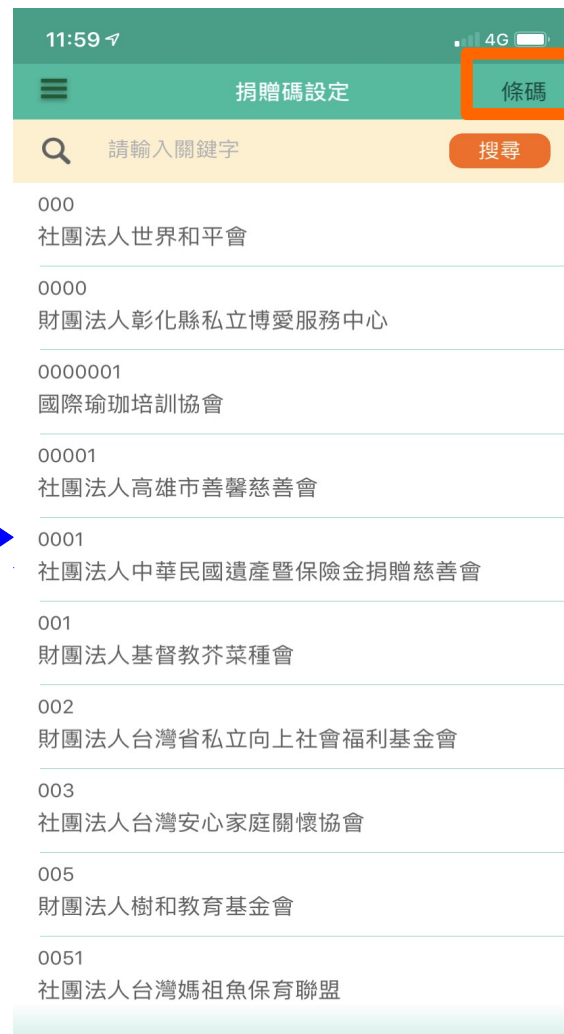 11:59
4G
捐贈碼設定
條碼
請輸入關鍵字
搜尋
000
社團法人世界和平會
0000
財團法人彰化縣私立博愛服務中心
0000001
國際瑜珈培訓協會
00001
社團法人高雄市善馨慈善會
0001
社團法人中華民國遺產暨保險金捐贈慈善會
001
財團法人基督教芥菜種會
002
財團法人台灣省私立向上社會福利基金會
003
社團法人台灣安心家庭關懷協會
005
財團法人樹和教育基金會
0051
社團法人台灣媽祖魚保育聯盟